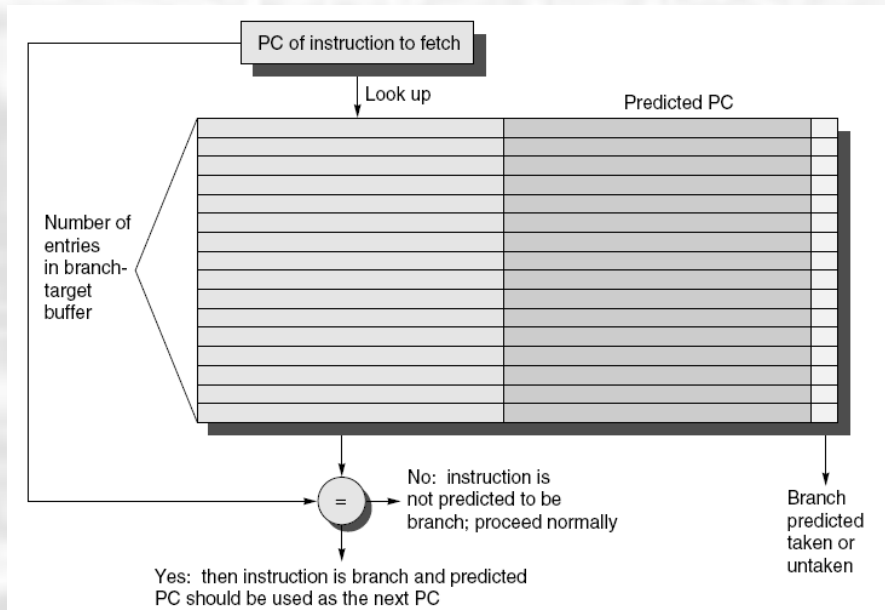 PC of instruction to fetch
Look up
Predicted PC
Number of
entries
in branch-
target
buffer
=
No: instruction is
not predicted to be
branch; proceed normally
Branch
predicted
taken or
untaken
Yes: then instruction is branch and predicted
PC should be used as the next PC